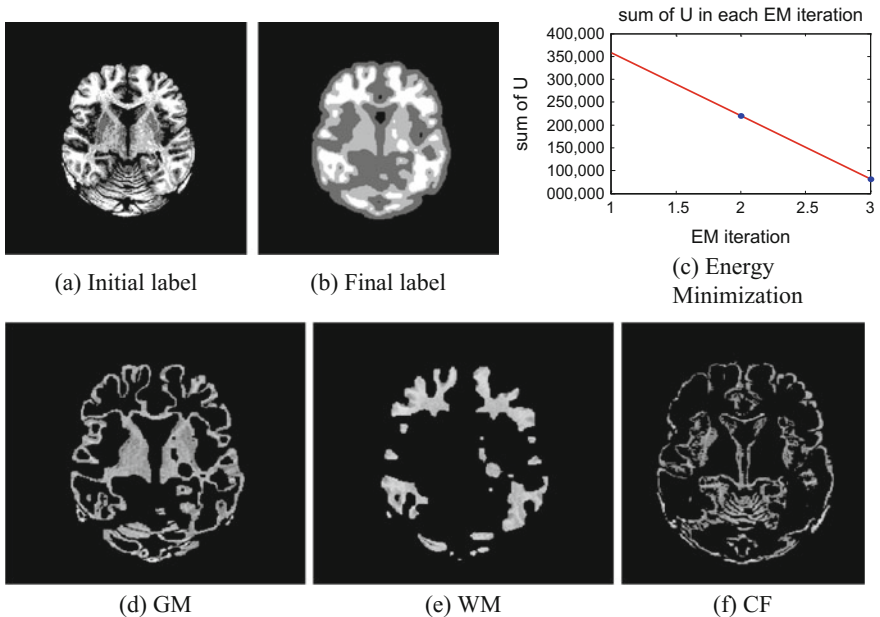 sum of U in each EM iteration
400,000
350,000
300,000
250,000
200,000
150,000
100,000
000,000
sum of U
1
1.5
2
2.5
3
EM iteration
(a) Initial label
(b) Final label
(c) Energy
Minimization
(d) GM
(e) WM
(f) CF